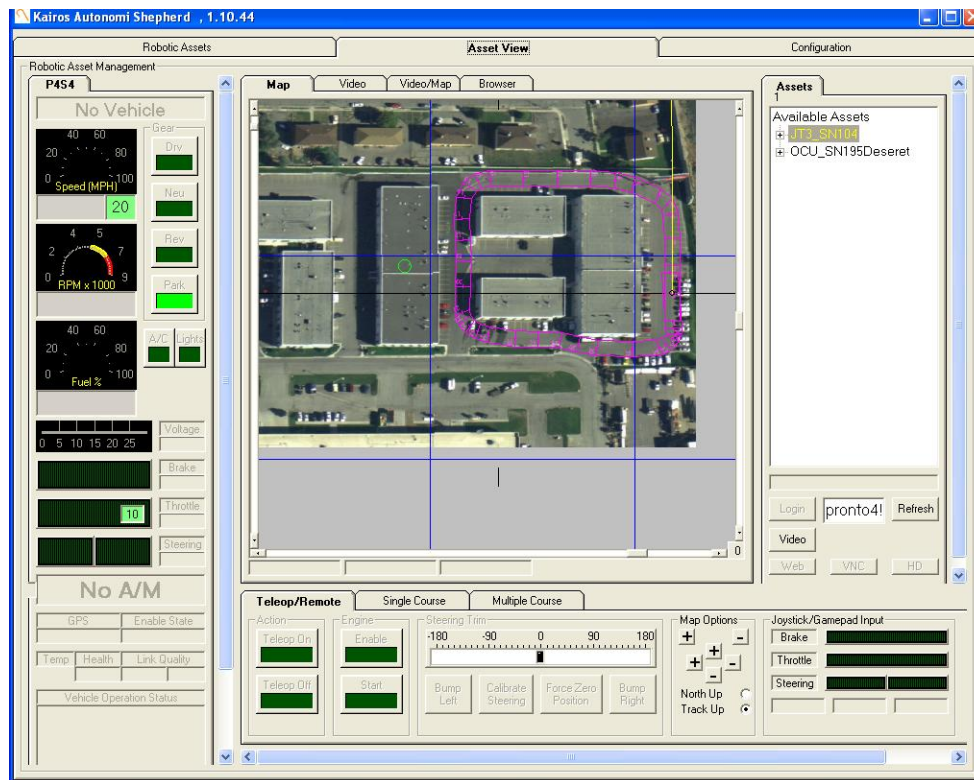 Kairos Autonomi Shepherd , 1.10.44
Robotic Assets
Asset View
Configuration
Robotic Asset Management
P4S4
No Vehicle
20 40 60 80
0 100
Speed (MPH)
20
2 4 5 7
0 9
RPM x 1000
20 40 60 80
0 100
Fuel %
Gear
Drv
Neu
Rev
Park
A/C Lights
0 5 10 15 20 25
Voltage
Brake
10
Throttle
Steering
No A/M
GPS
Enable State
Temp
Health
Link Quality
Vehicle Operation Status
Map
Video
Video/Map
Browser
0
Assets
1
Available Assets
JT3_SN104
OCU_SN195Deseret
Login
pronto4!
Refresh
Video
Web
VNC
HD
Teleop/Remote
Single Course
Multiple Course
Action
Teleop On
Teleop Off
Engine
Enable
Start
Steering Trim
-180 -90 0 90 180
Bump Left
Calibrate Steering
Force Zero Position
Bump Right
Map Options
+ -
+ + -
-
North Up
Track Up
Joystick/Gamepad Input
Brake
Throttle
Steering